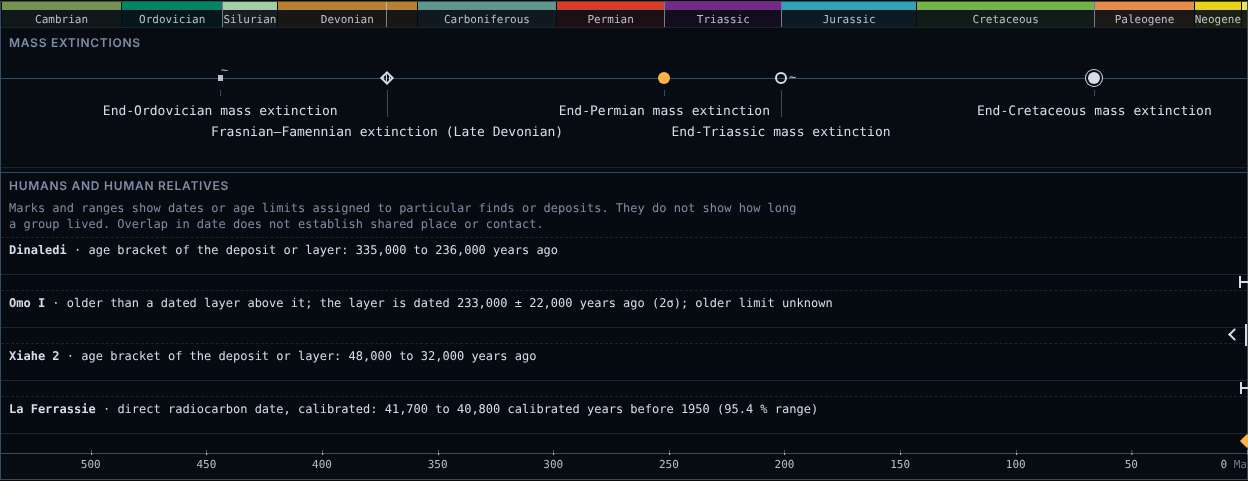 Cambrian Ordovician Silurian Devonian Carboniferous Permian Triassic Jurassic Cretaceous Paleogene Neogene
MASS EXTINCTIONS
~ ~
End-Ordovician mass extinction End-Permian mass extinction End-Cretaceous mass extinction
Frasnian–Famennian extinction (Late Devonian) End-Triassic mass extinction
HUMANS AND HUMAN RELATIVES
Marks and ranges show dates or age limits assigned to particular finds or deposits. They do not show how long
a group lived. Overlap in date does not establish shared place or contact.
Dinaledi · age bracket of the deposit or layer: 335,000 to 236,000 years ago
Omo I · older than a dated layer above it; the layer is dated 233,000 ± 22,000 years ago (2σ); older limit unknown
Xiahe 2 · age bracket of the deposit or layer: 48,000 to 32,000 years ago
La Ferrassie · direct radiocarbon date, calibrated: 41,700 to 40,800 calibrated years before 1950 (95.4 % range)
500 450 400 350 300 250 200 150 100 50 0 Ma